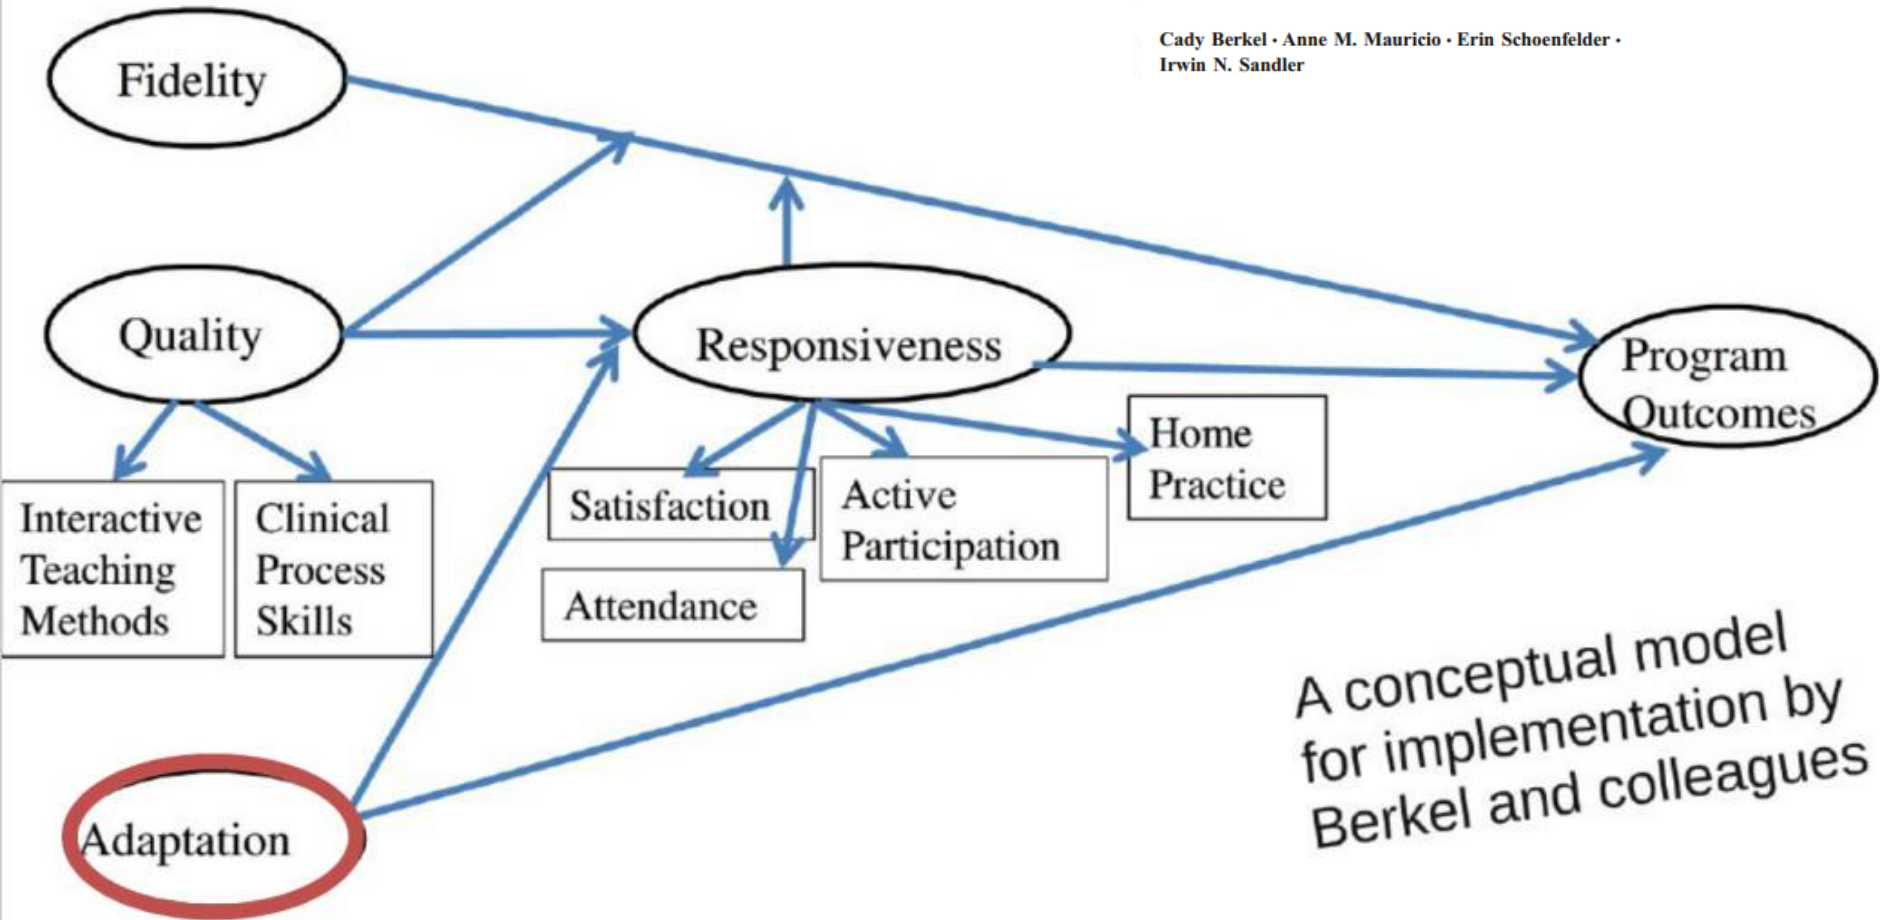 Cady Berkel · Anne M. Mauricio · Erin Schoenfelder ·
Irwin N. Sandler
Fidelity
Quality
Responsiveness
Program
Outcomes
Interactive
Teaching
Methods
Clinical
Process
Skills
Satisfaction
Attendance
Active
Participation
Home
Practice
Adaptation
A conceptual model
for implementation by
Berkel and colleagues